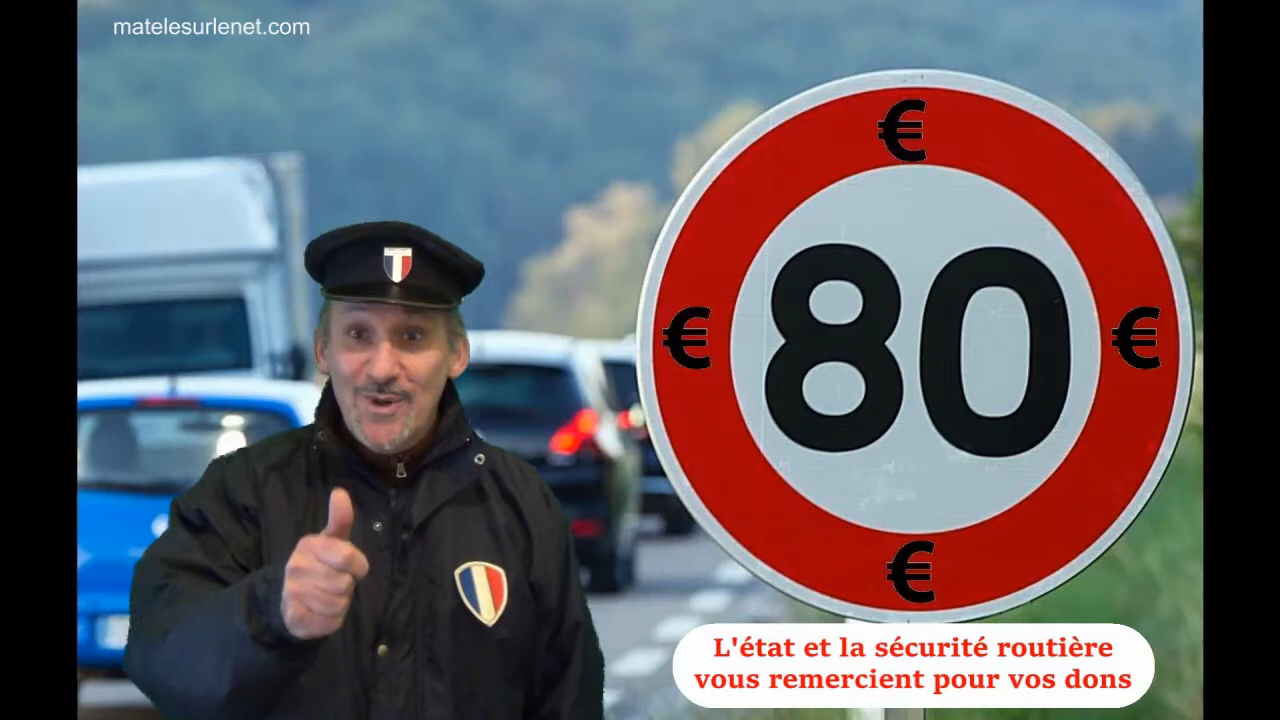 matelesurlenet.com
€
80
€ €
€
L'état et la sécurité routière
vous remercient pour vos dons